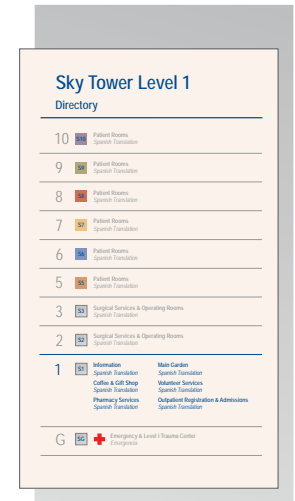 Sky Tower Level 1
Directory
10 S10 Patient Rooms
Spanish Translation
9 S9 Patient Rooms
Spanish Translation
8 S8 Patient Rooms
Spanish Translation
7 S7 Patient Rooms
Spanish Translation
6 S6 Patient Rooms
Spanish Translation
5 S5 Patient Rooms
Spanish Translation
3 S3 Surgical Services & Operating Rooms
Spanish Translation
2 S2 Surgical Services & Operating Rooms
Spanish Translation
1 S1 Information Main Garden
Spanish Translation Spanish Translation
Coffee & Gift Shop Volunteer Services
Spanish Translation Spanish Translation
Pharmacy Services Outpatient Registration & Admissions
Spanish Translation Spanish Translation
G SG Emergency & Level I Trauma Center
Emergencia